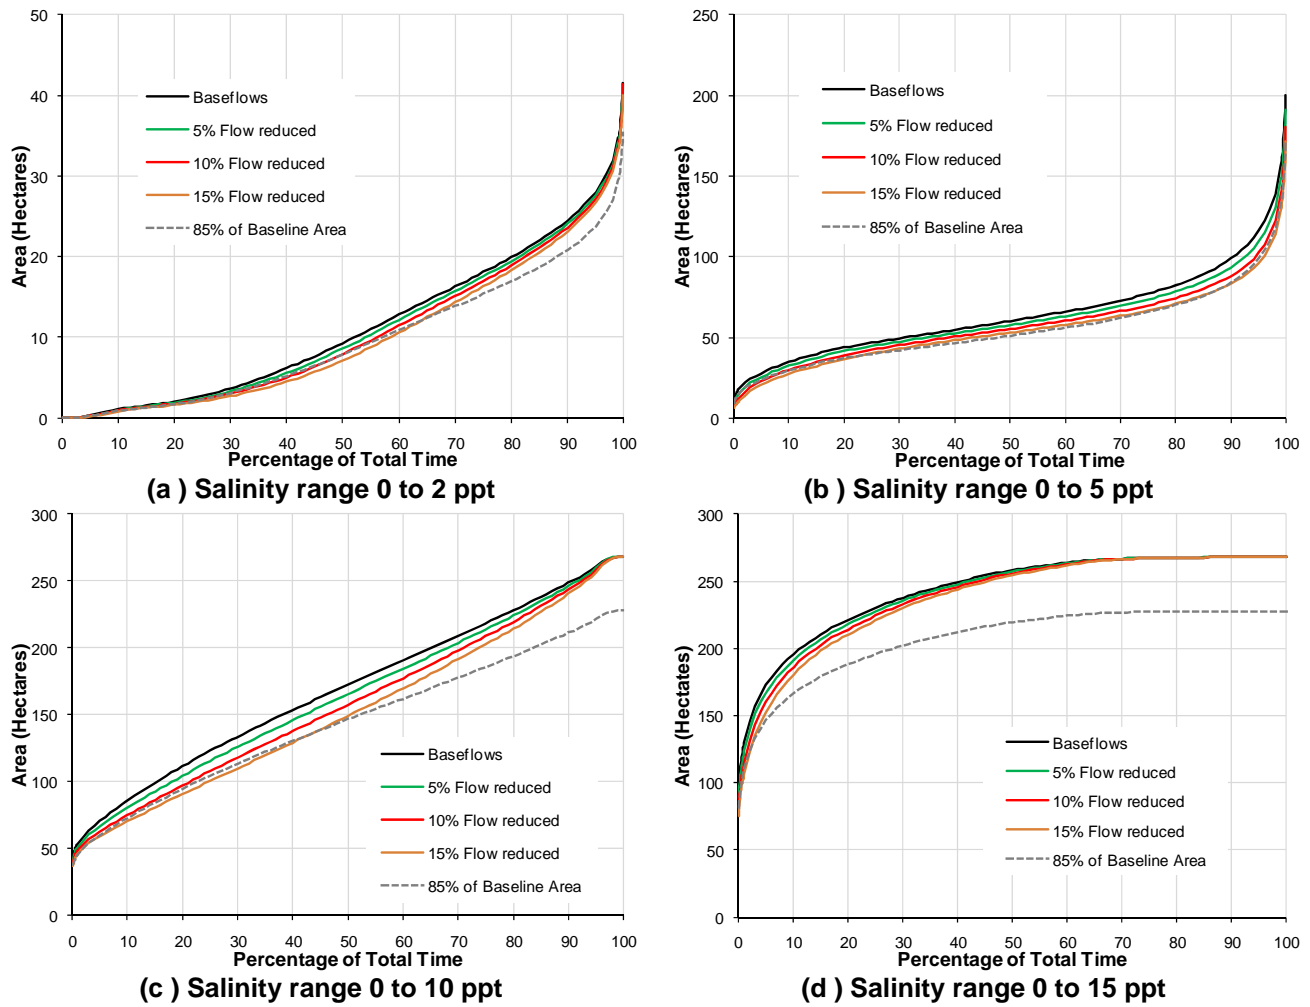 50
40
30
20
10
0
Area (Hectares)
Baseflows
5% Flow reduced
10% Flow reduced
15% Flow reduced
85% of Baseline Area
0 10 20 30 40 50 60 70 80 90 100
Percentage of Total Time
(a ) Salinity range 0 to 2 ppt
250
200
150
100
50
0
Area (Hectares)
Baseflows
5% Flow reduced
10% Flow reduced
15% Flow reduced
85% of Baseline Area
0 10 20 30 40 50 60 70 80 90 100
Percentage of Total Time
(b ) Salinity range 0 to 5 ppt
300
250
200
150
100
50
0
Area (Hectares)
Baseflows
5% Flow reduced
10% Flow reduced
15% Flow reduced
85% of Baseline Area
0 10 20 30 40 50 60 70 80 90 100
Percentage of Total Time
(c ) Salinity range 0 to 10 ppt
300
250
200
150
100
50
0
Area (Hectates)
Baseflows
5% Flow reduced
10% Flow reduced
15% Flow reduced
85% of Baseline Area
0 10 20 30 40 50 60 70 80 90 100
Percentage of Total Time
(d ) Salinity range 0 to 15 ppt